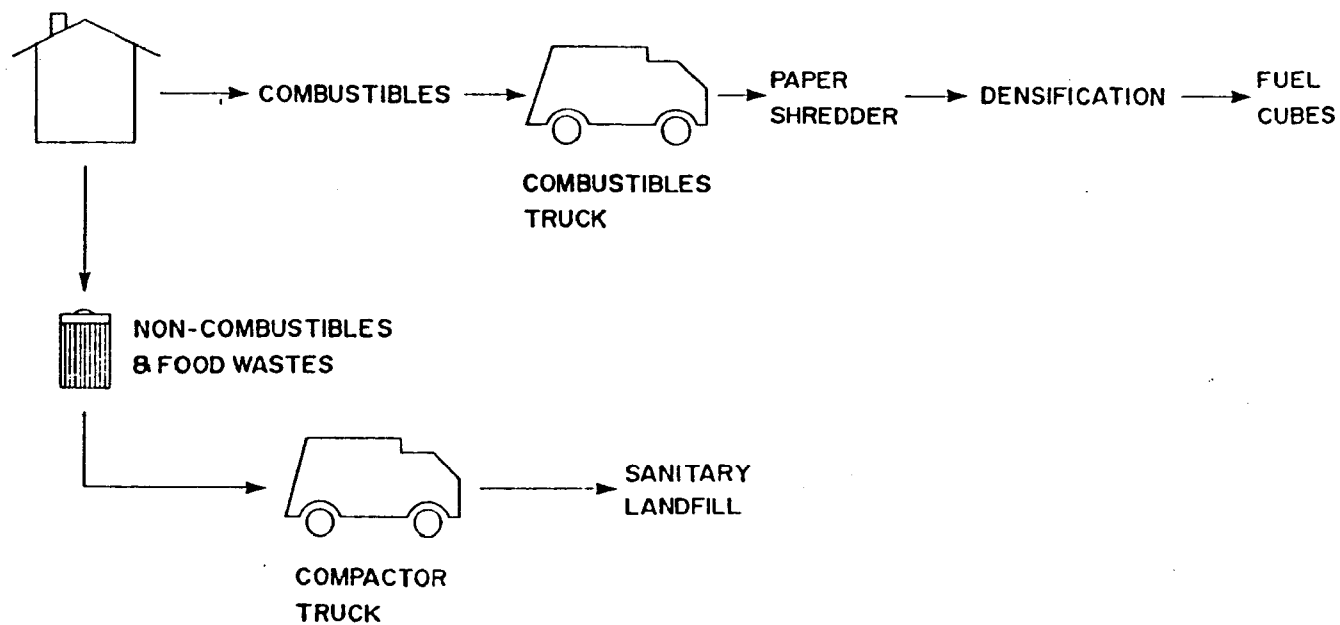 COMBUSTIBLES
COMBUSTIBLES
TRUCK
PAPER
SHREDDER
DENSIFICATION
FUEL
CUBES
NON-COMBUSTIBLES
& FOOD WASTES
COMPACTOR
TRUCK
SANITARY
LANDFILL